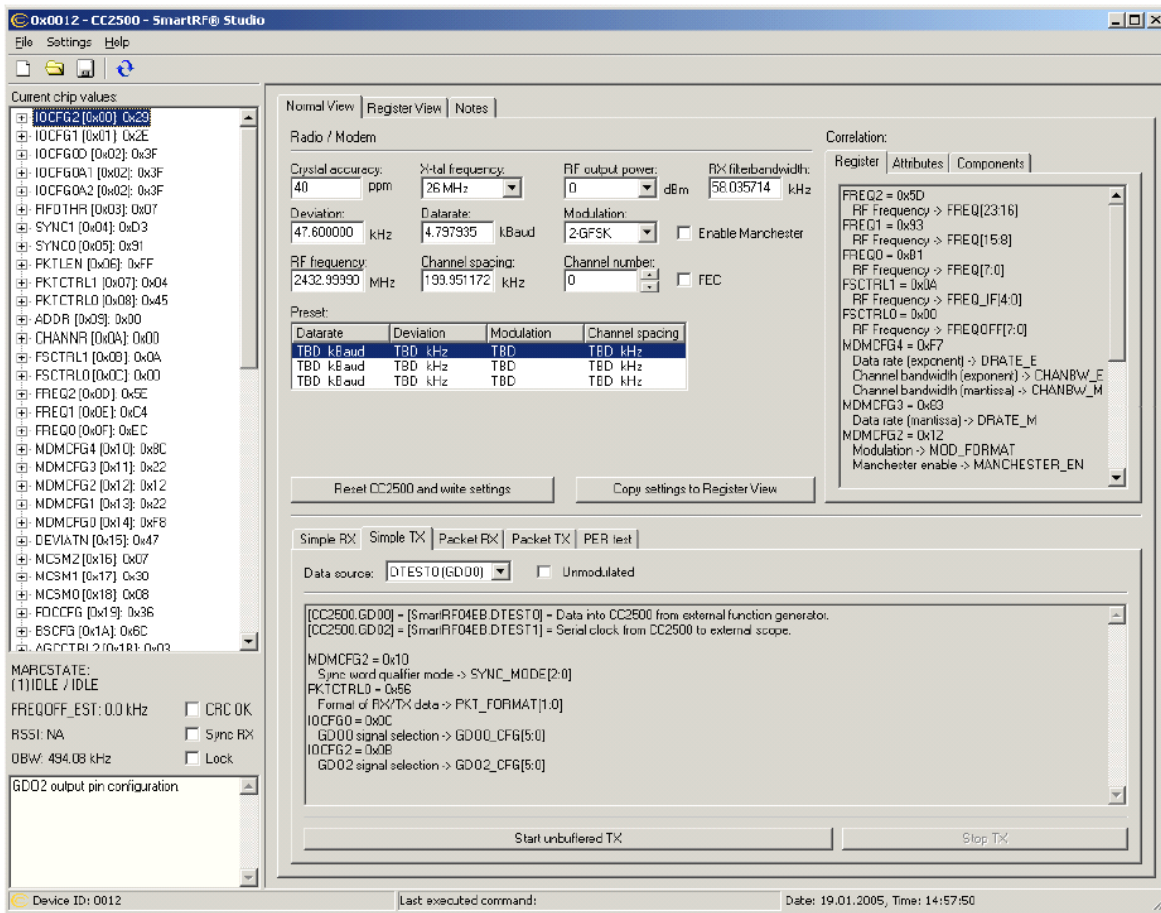 0x0012 - CC2500 - SmartRF® Studio
File Settings Help
Current chip values:
IOCFG2 [0x00]: 0x29
IOCFG1 [0x01]: 0x2E
IOCFG0D [0x02]: 0x3F
IOCFG0A1 [0x02]: 0x3F
IOCFG0A2 [0x02]: 0x3F
FIFOTHR [0x03]: 0x07
SYNC1 [0x04]: 0xD3
SYNC0 [0x05]: 0x91
PKTLEN [0x06]: 0xFF
PKTCTRL1 [0x07]: 0x04
PKTCTRL0 [0x08]: 0x45
ADDR [0x09]: 0x00
CHANNR [0x0A]: 0x00
FSCTRL1 [0x0B]: 0x0A
FSCTRL0 [0x0C]: 0x00
FREQ2 [0x0D]: 0x5E
FREQ1 [0x0E]: 0xC4
FREQ0 [0x0F]: 0xEC
MDMCFG4 [0x10]: 0x8C
MDMCFG3 [0x11]: 0x22
MDMCFG2 [0x12]: 0x12
MDMCFG1 [0x13]: 0x22
MDMCFG0 [0x14]: 0xF8
DEVIATN [0x15]: 0x47
MCSM2 [0x16]: 0x07
MCSM1 [0x17]: 0x30
MCSM0 [0x18]: 0x08
FOCCFG [0x19]: 0x36
BSCFG [0x1A]: 0x6C
AGCCTRL2 [0x1B]: 0x03
MARCSTATE:
(1) IDLE / IDLE
FREQOFF_EST: 0.0 kHz CRC OK
RSSI: NA Sync RX
OBW: 494.08 kHz Lock
GDO2 output pin configuration.
Normal View Register View Notes
Radio / Modem
Crystal accuracy: X-tal frequency: RF output power: RX filterbandwidth:
40 ppm 26 MHz 0 dBm 58.035714 kHz
Deviation: Datarate: Modulation:
47.600000 kHz 4.797935 kBaud 2-GFSK Enable Manchester
RF frequency: Channel spacing: Channel number:
2432.99990 MHz 199.951172 kHz 0 FEC
Preset:
Datarate Deviation Modulation Channel spacing
TBD kBaud TBD kHz TBD TBD kHz
TBD kBaud TBD kHz TBD TBD kHz
TBD kBaud TBD kHz TBD TBD kHz
Reset CC2500 and write settings Copy settings to Register View
Correlation:
Register Attributes Components
FREQ2 = 0x5D
RF Frequency -> FREQ[23:16]
FREQ1 = 0x93
RF Frequency -> FREQ[15:8]
FREQ0 = 0xB1
RF Frequency -> FREQ[7:0]
FSCTRL1 = 0x0A
RF Frequency -> FREQ_IF[4:0]
FSCTRL0 = 0x00
RF Frequency -> FREQOFF[7:0]
MDMCFG4 = 0xF7
Data rate (exponent) -> DRATE_E
Channel bandwidth (exponent) -> CHANBW_E
Channel bandwidth (mantissa) -> CHANBW_M
MDMCFG3 = 0x83
Data rate (mantissa) -> DRATE_M
MDMCFG2 = 0x12
Modulation -> MOD_FORMAT
Manchester enable -> MANCHESTER_EN
Simple RX Simple TX Packet RX Packet TX PER test
Data source: DTEST0 (GDO0) Unmodulated
[CC2500.GDO0] = [SmartRF04EB.DTEST0] = Data into CC2500 from external function generator.
[CC2500.GDO2] = [SmartRF04EB.DTEST1] = Serial clock from CC2500 to external scope.
MDMCFG2 = 0x10
Sync word qualifier mode -> SYNC_MODE[2:0]
PKTCTRL0 = 0x56
Format of RX/TX data -> PKT_FORMAT[1:0]
IOCFG0 = 0x0C
GDO0 signal selection -> GDO0_CFG[5:0]
IOCFG2 = 0x0B
GDO2 signal selection -> GDO2_CFG[5:0]
Start unbuffered TX Stop TX
Device ID: 0012 Last executed command: Date: 19.01.2005, Time: 14:57:50